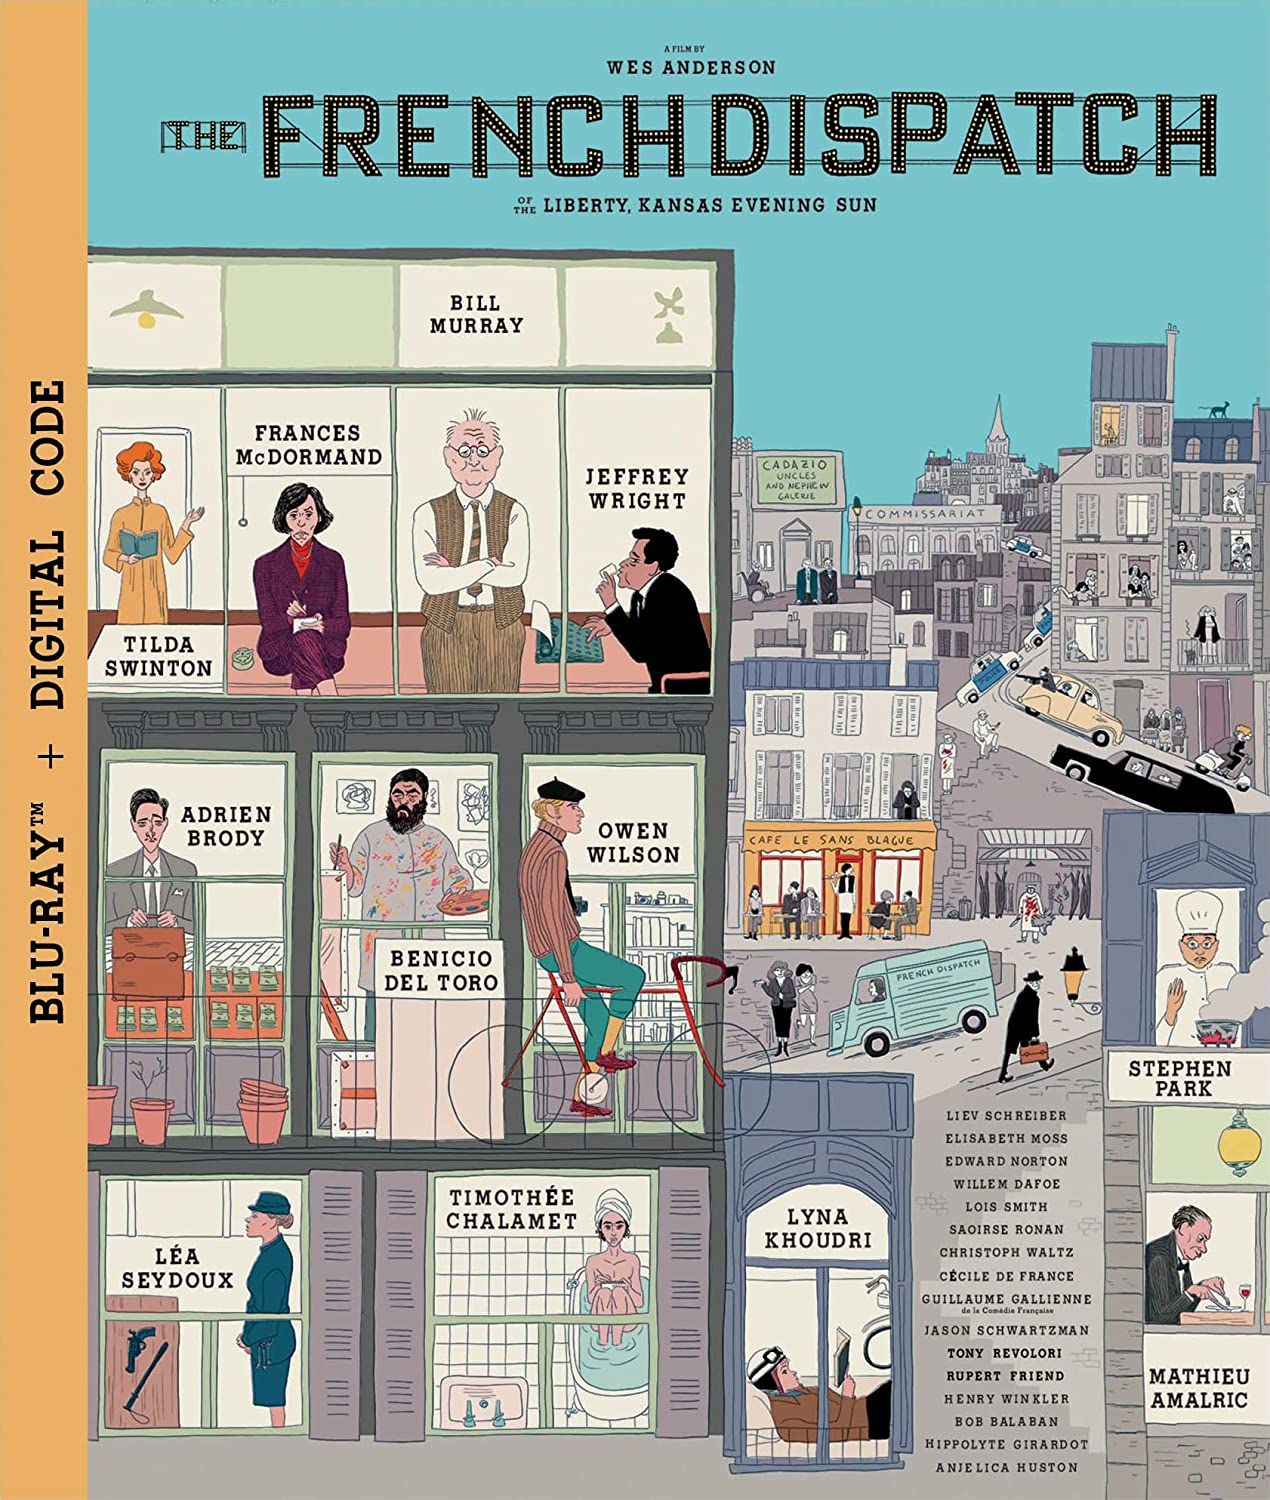 A FILM BY
WES ANDERSON
THE FRENCH DISPATCH
OF THE LIBERTY, KANSAS EVENING SUN
BLU-RAY™ + DIGITAL CODE
BILL
MURRAY
FRANCES
McDORMAND
JEFFREY
WRIGHT
TILDA
SWINTON
CADAZIO
UNCLES
AND NEPHEW
GALERIE
COMMISSARIAT
POLICE
ADRIEN
BRODY
OWEN
WILSON
BENICIO
DEL TORO
CAFE LE SANS BLAGUE
FRENCH DISPATCH
STEPHEN
PARK
LÉA
SEYDOUX
TIMOTHÉE
CHALAMET
LYNA
KHOUDRI
LIEV SCHREIBER
ELISABETH MOSS
EDWARD NORTON
WILLEM DAFOE
LOIS SMITH
SAOIRSE RONAN
CHRISTOPH WALTZ
CÉCILE DE FRANCE
GUILLAUME GALLIENNE
de la Comédie Française
JASON SCHWARTZMAN
TONY REVOLORI
RUPERT FRIEND
HENRY WINKLER
BOB BALABAN
HIPPOLYTE GIRARDOT
ANJELICA HUSTON
MATHIEU
AMALRIC